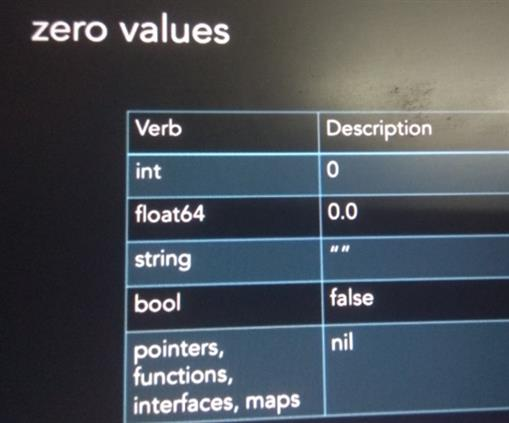 zero values
Verb Description
int 0
float64 0.0
string ""
bool false
pointers, nil
functions,
interfaces, maps